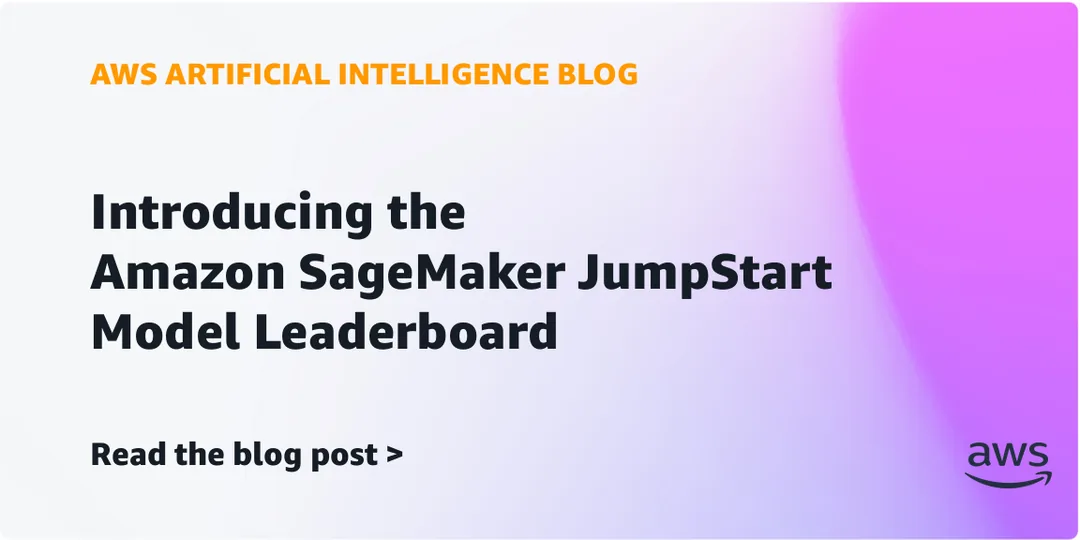 AWS ARTIFICIAL INTELLIGENCE BLOG
Introducing the
Amazon SageMaker JumpStart
Model Leaderboard
Read the blog post >
aws